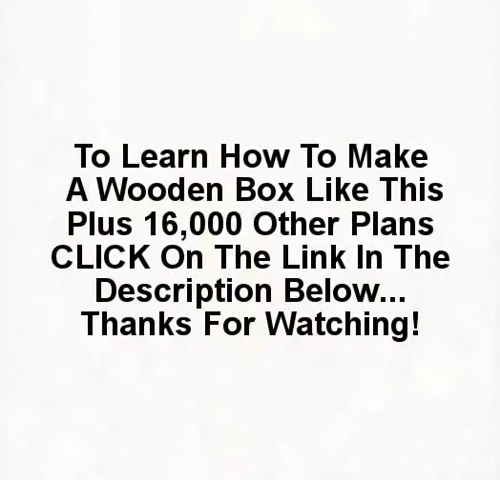 To Learn How To Make
A Wooden Box Like This
Plus 16,000 Other Plans
CLICK On The Link In The
Description Below...
Thanks For Watching!